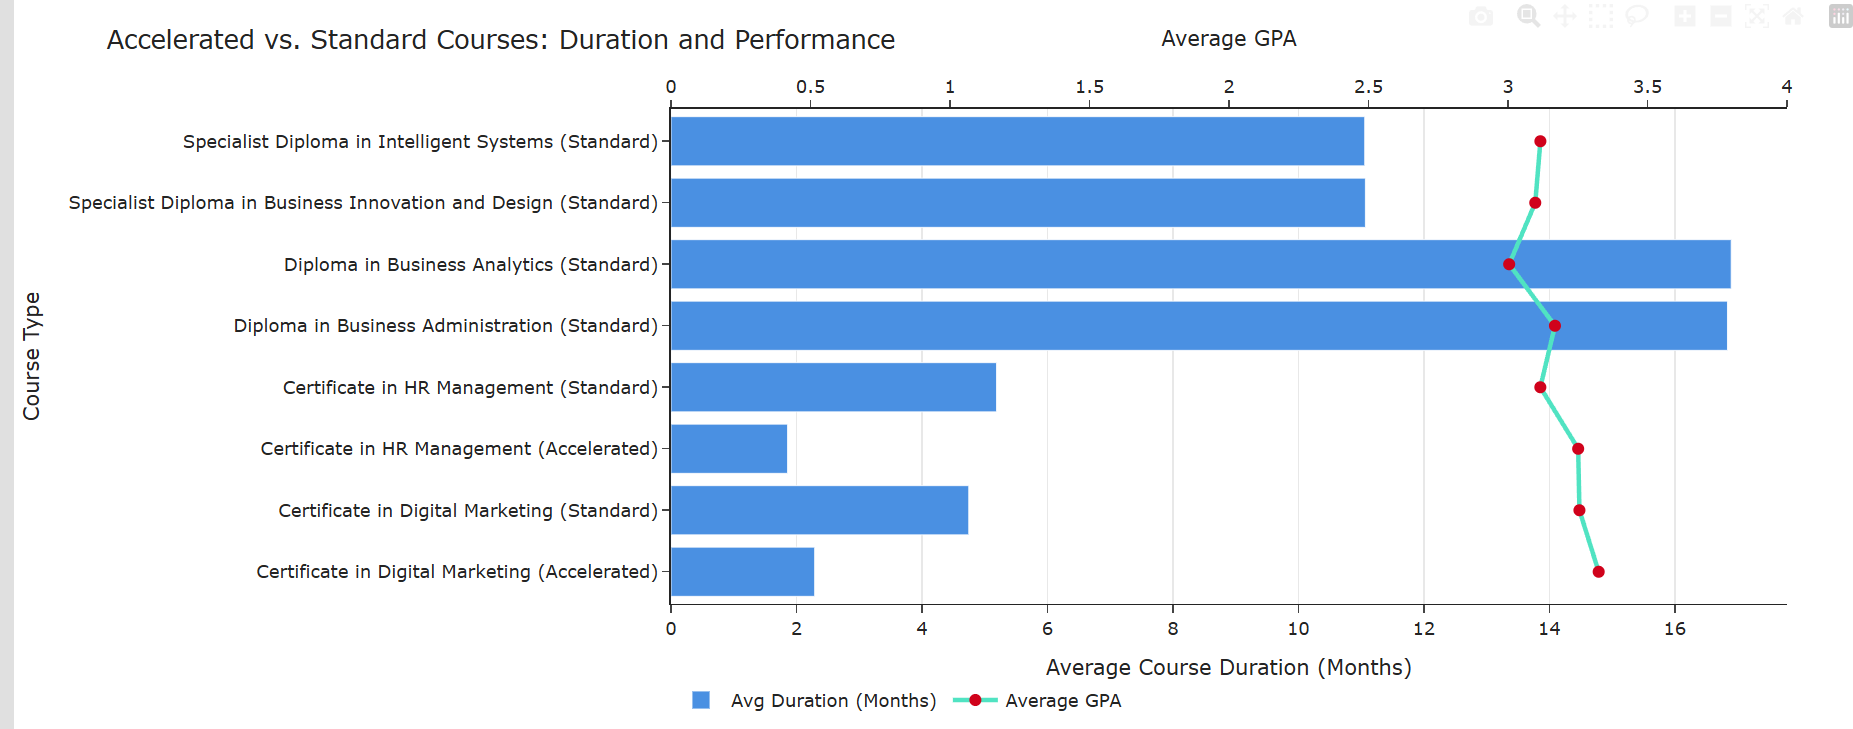 Accelerated vs. Standard Courses: Duration and Performance
Average GPA
0 0.5 1 1.5 2 2.5 3 3.5 4
Course Type
Specialist Diploma in Intelligent Systems (Standard)
Specialist Diploma in Business Innovation and Design (Standard)
Diploma in Business Analytics (Standard)
Diploma in Business Administration (Standard)
Certificate in HR Management (Standard)
Certificate in HR Management (Accelerated)
Certificate in Digital Marketing (Standard)
Certificate in Digital Marketing (Accelerated)
0 2 4 6 8 10 12 14 16
Average Course Duration (Months)
Avg Duration (Months) Average GPA